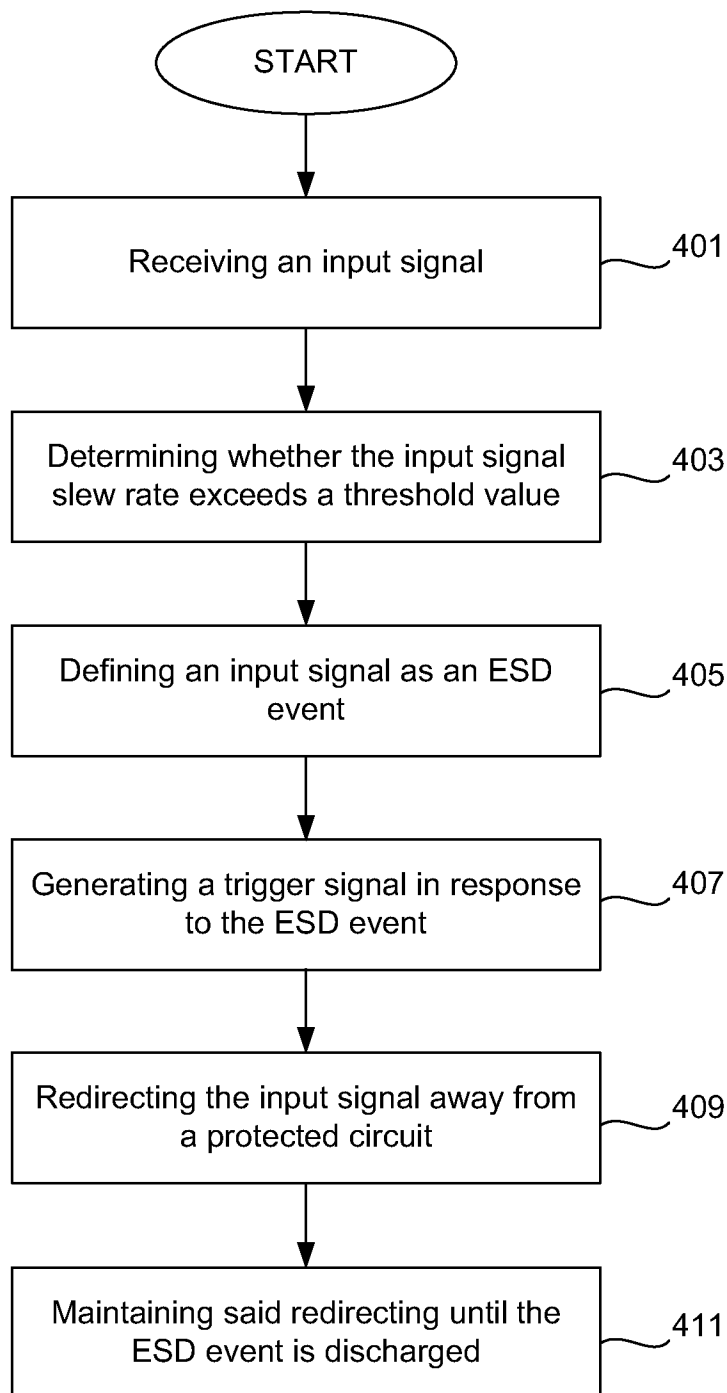 START
Receiving an input signal
401
Determining whether the input signal
slew rate exceeds a threshold value
403
Defining an input signal as an ESD
event
405
Generating a trigger signal in response
to the ESD event
407
Redirecting the input signal away from
a protected circuit
409
Maintaining said redirecting until the
ESD event is discharged
411